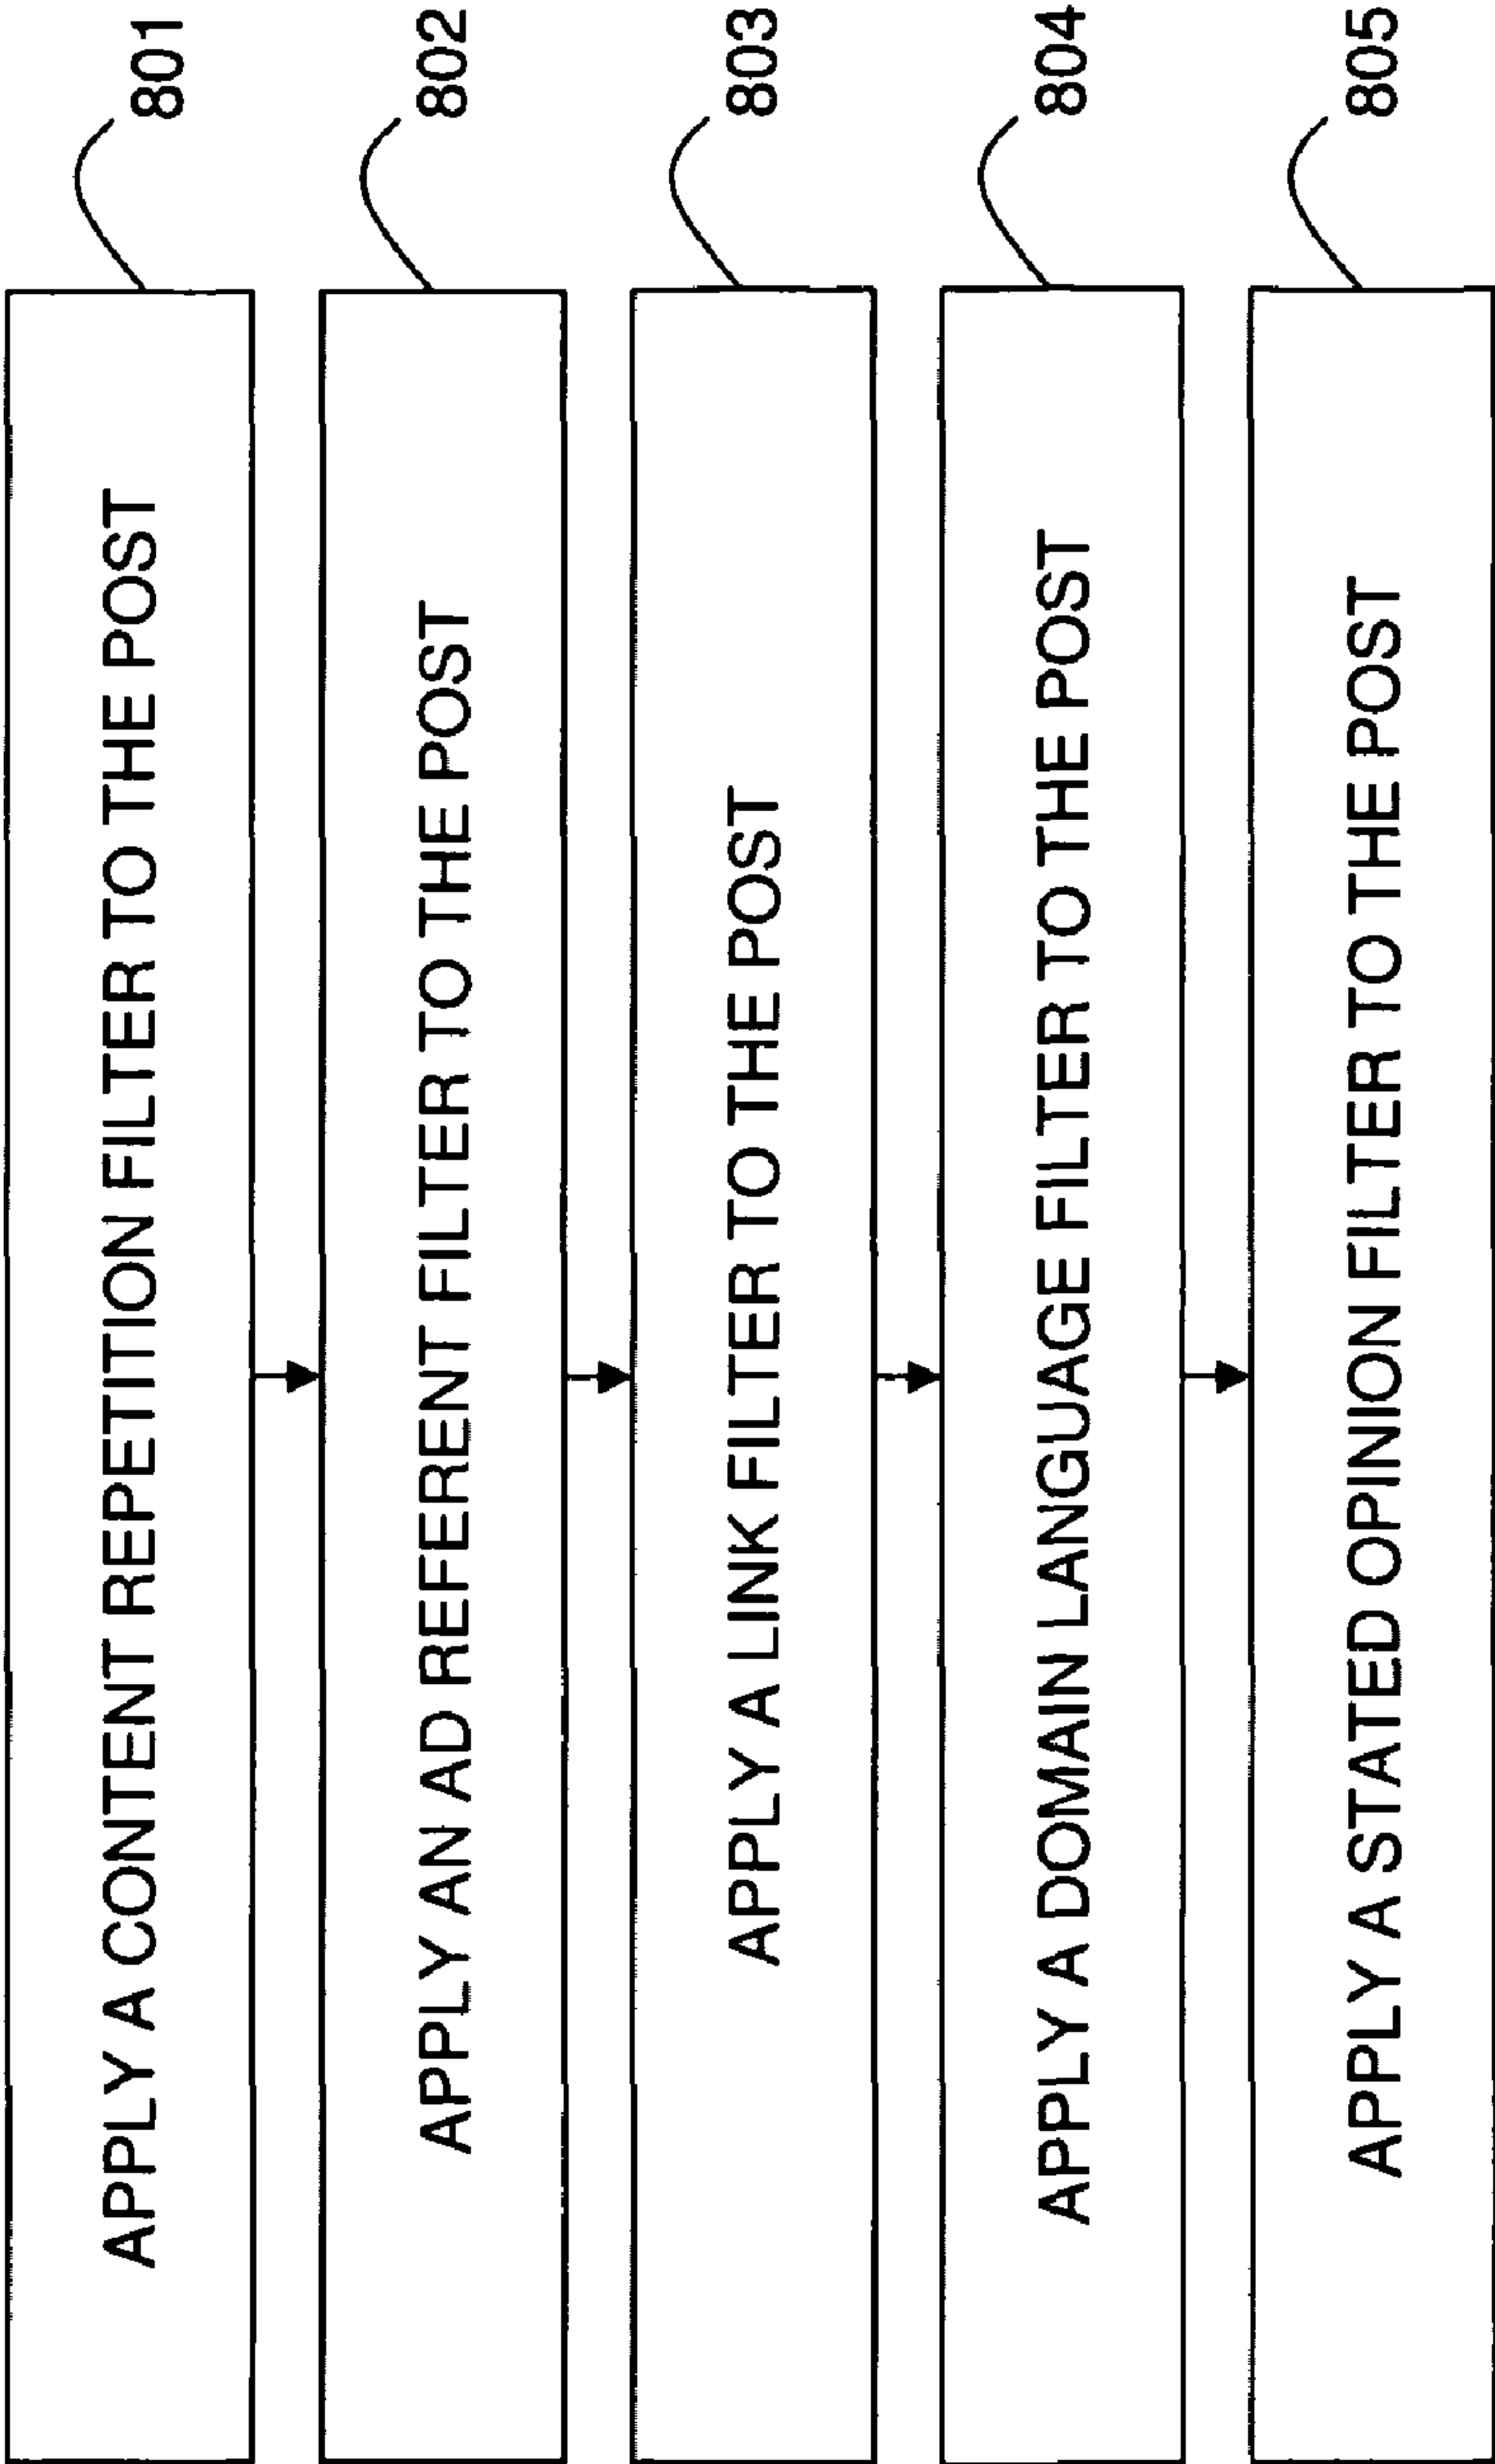 APPLY A CONTENT REPETITION FILTER TO THE POST
801
APPLY AN AD REFERENT FILTER TO THE POST
802
APPLY A LINK FILTER TO THE POST
803
APPLY A DOMAIN LANGUAGE FILTER TO THE POST
804
APPLY A STATED OPINION FILTER TO THE POST
805